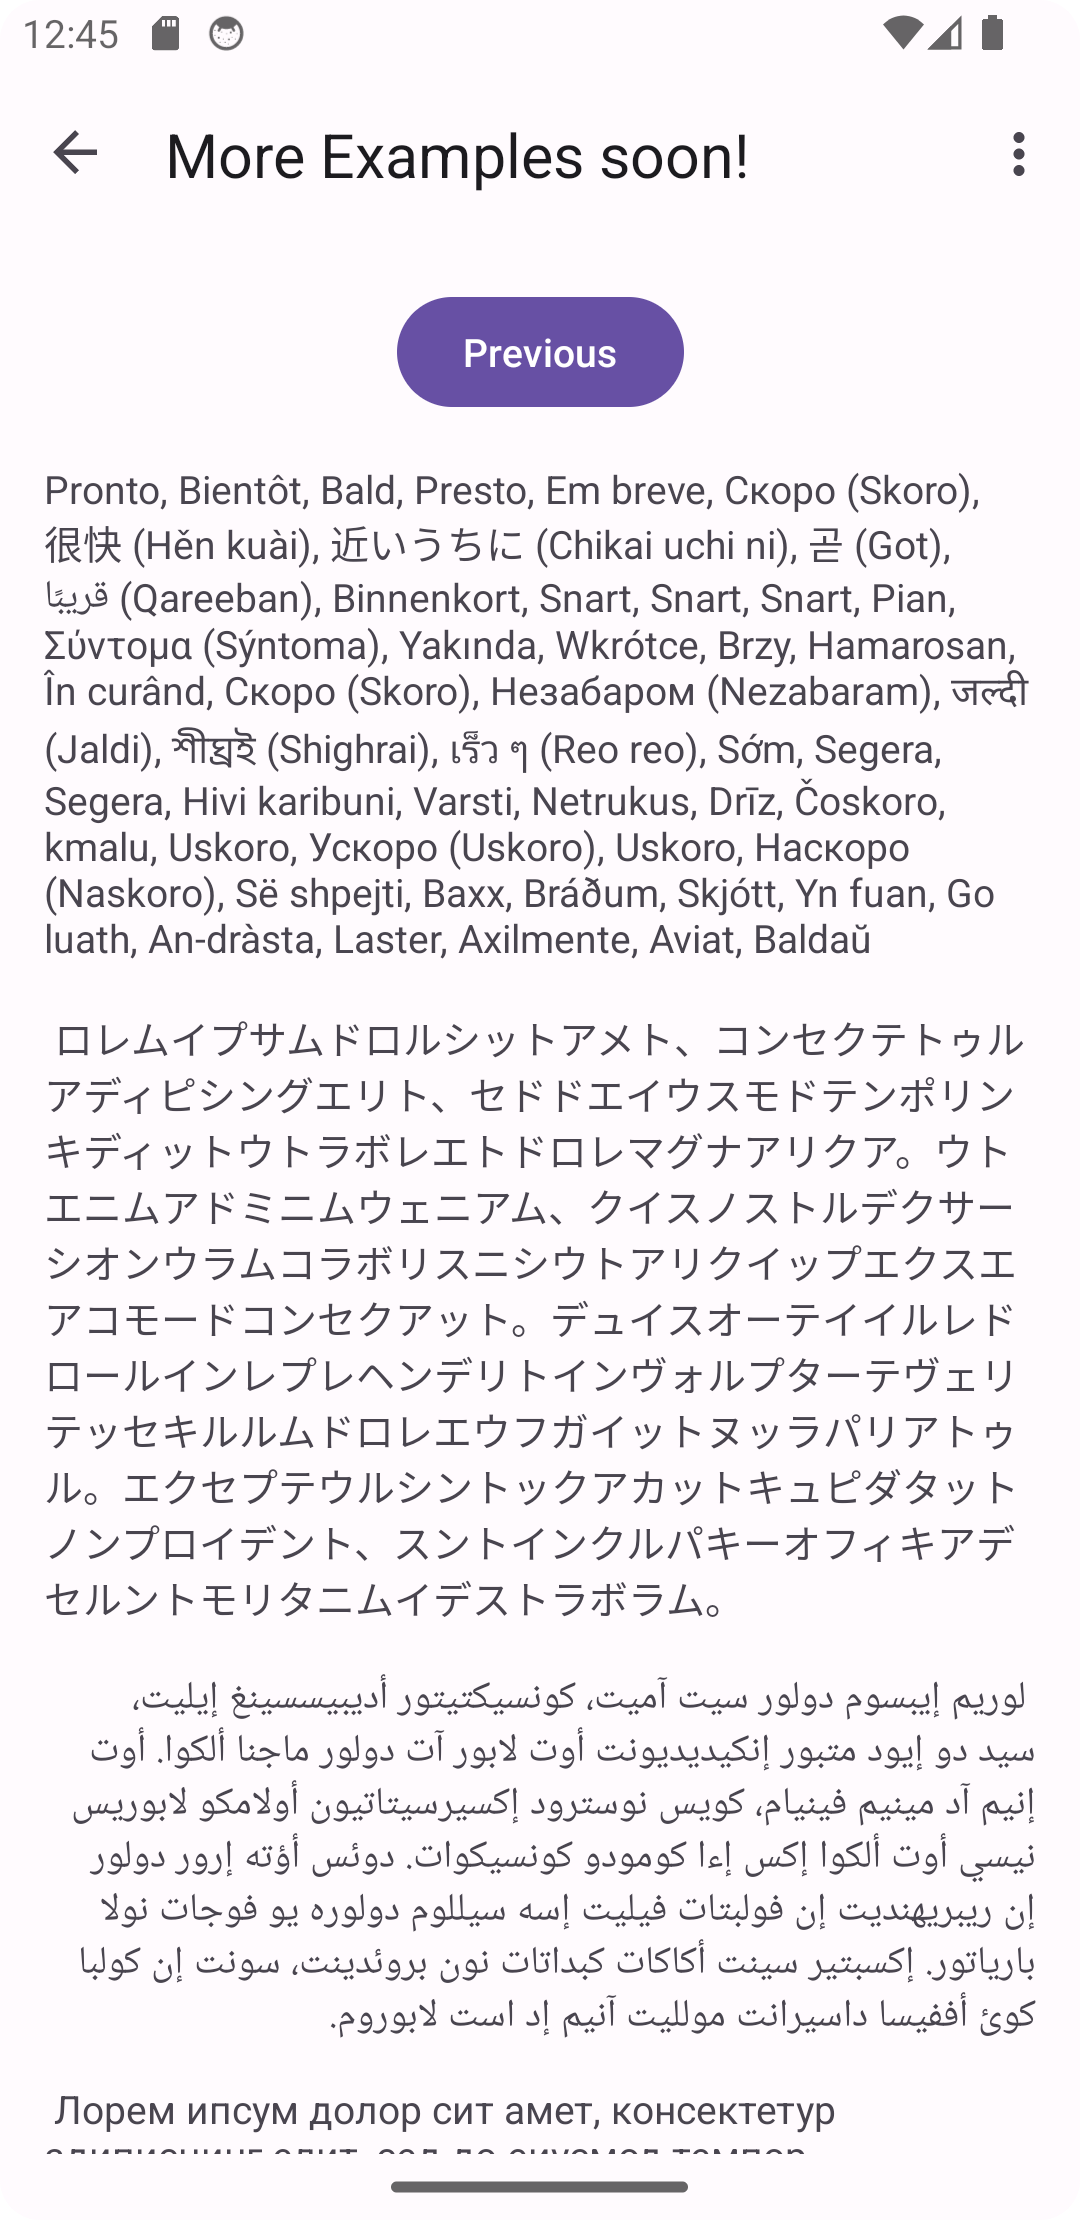 12:45
More Examples soon!
Previous
Pronto, Bientôt, Bald, Presto, Em breve, Скоро (Skoro),
很快 (Hěn kuài), 近いうちに (Chikai uchi ni), 곧 (Got),
قريبًا (Qareeban), Binnenkort, Snart, Snart, Snart, Pian,
Σύντομα (Sýntoma), Yakında, Wkrótce, Brzy, Hamarosan,
În curând, Скоро (Skoro), Незабаром (Nezabaram), जल्दी
(Jaldi), শীঘ্রই (Shighrai), เร็ว ๆ (Reo reo), Sớm, Segera,
Segera, Hivi karibuni, Varsti, Netrukus, Drīz, Čoskoro,
kmalu, Uskoro, Ускоро (Uskoro), Uskoro, Наскоро
(Naskoro), Së shpejti, Baxx, Bráðum, Skjótt, Yn fuan, Go
luath, An-dràsta, Laster, Axilmente, Aviat, Baldaŭ
ロレムイプサムドロルシットアメト、コンセクテトゥル
アディピシングエリト、セドドエイウスモドテンポリン
キディットウトラボレエトドロレマグナアリクア。ウト
エニムアドミニムウェニアム、クイスノストルデクサー
シオンウラムコラボリスニシウトアリクイップエクスエ
アコモードコンセクアット。デュイスオーテイイルレド
ロールインレプレヘンデリトインヴォルプターテヴェリ
テッセキルルムドロレエウフガイットヌッラパリアトゥ
ル。エクセプテウルシントックアカットキュピダタット
ノンプロイデント、スントインクルパキーオフィキアデ
セルントモリタニムイデストラボラム。
لوريم إيبسوم دولور سيت آميت، كونسيكتيتور أديبيسسينغ إيليت،
سيد دو إيود متبور إنكيديديونت أوت لابور آت دولور ماجنا ألكوا. أوت
إنيم آد مينيم فينيام، كويس نوسترود إكسيرسيتاتيون أولامكو لابوريس
نيسي أوت ألكوا إكس إءا كومودو كونسيكوات. دوئس أؤته إرور دولور
إن ريبريهنديت إن فولبتات فيليت إسه سيللوم دولوره يو فوجات نولا
بارياتور. إكسبتير سينت أكاكات كبداتات نون بروئدينت، سونت إن كولبا
كوئ أففيسا داسيرانت موللیت آنيم إد است لابوروم.
Лорем ипсум долор сит амет, консектетур
адиписцинг елит, сед до еиусмод темпор